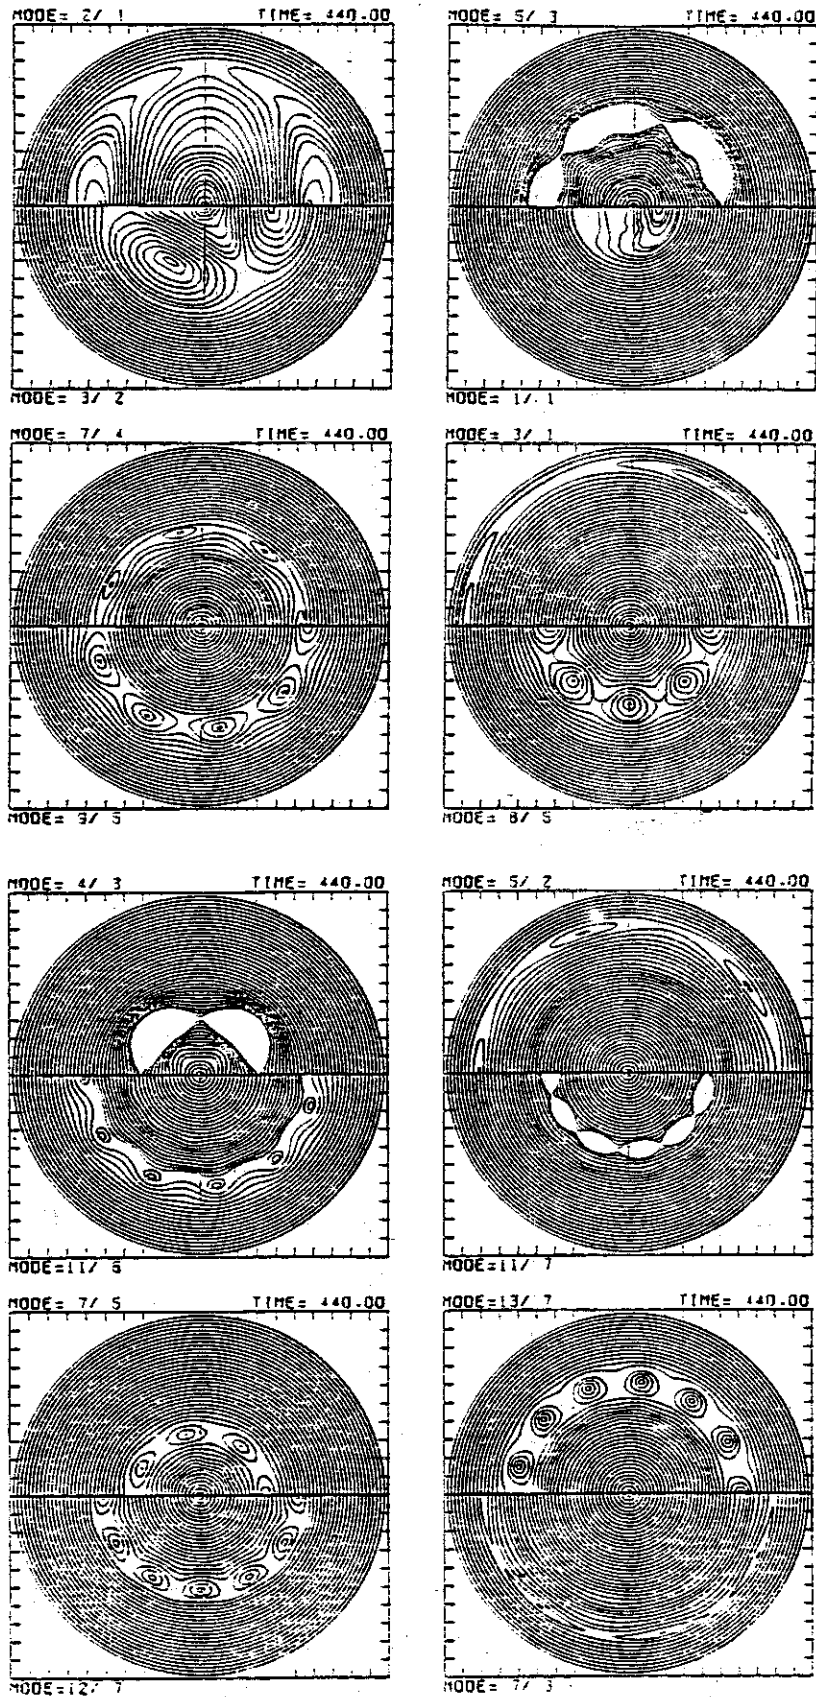 MODE= 2/ 1 TIME= 440.00
MODE= 5/ 3 TIME= 440.00
MODE= 3/ 2
MODE= 1/ 1
MODE= 7/ 4 TIME= 440.00
MODE= 3/ 1 TIME= 440.00
MODE= 9/ 5
MODE= 8/ 5
MODE= 4/ 3 TIME= 440.00
MODE= 5/ 2 TIME= 440.00
MODE=11/ 6
MODE=11/ 7
MODE= 7/ 5 TIME= 440.00
MODE=13/ 7 TIME= 440.00
MODE=12/ 7
MODE= 7/ 3